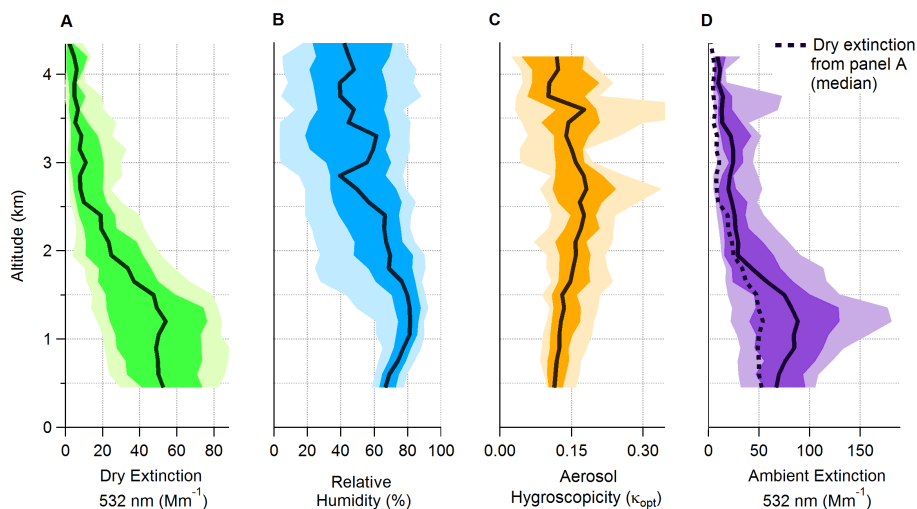 A
B
C
D
Dry extinction
from panel A
(median)
Altitude (km)
4
3
2
1
0
0 20 40 60 80
0 20 40 60 80 100
0.00 0.15 0.30
0 50 100 150
Dry Extinction
532 nm (Mm⁻¹)
Relative
Humidity (%)
Aerosol
Hygroscopicity (κopt)
Ambient Extinction
532 nm (Mm⁻¹)